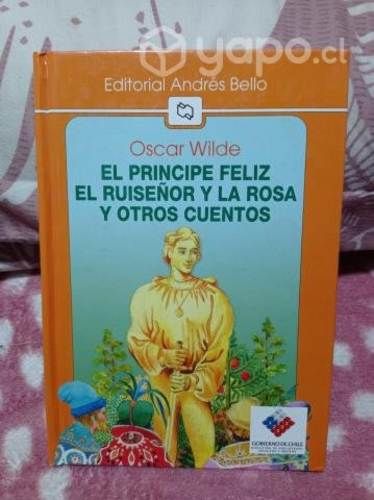 yapo.cl
Editorial Andrés Bello
Oscar Wilde
EL PRINCIPE FELIZ
EL RUISEÑOR Y LA ROSA
Y OTROS CUENTOS
GOBIERNO DE CHILE